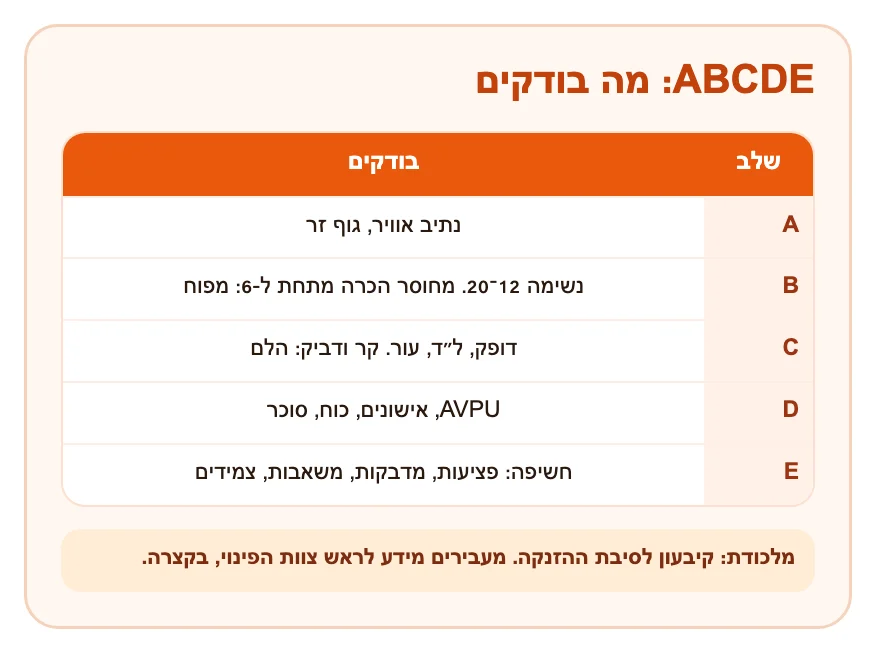 ABCDE: מה בודקים
שלב בודקים
A נתיב אוויר, גוף זר
B נשימה 12־20. מחוסר הכרה מתחת ל-6: מפוח
C דופק, ל״ד, עור. קר ודביק: הלם
D AVPU, אישונים, כוח, סוכר
E חשיפה: פציעות, מדבקות, משאבות, צמידים
מלכודת: קיבעון לסיבת ההזנקה. מעבירים מידע לראש צוות הפינוי, בקצרה.